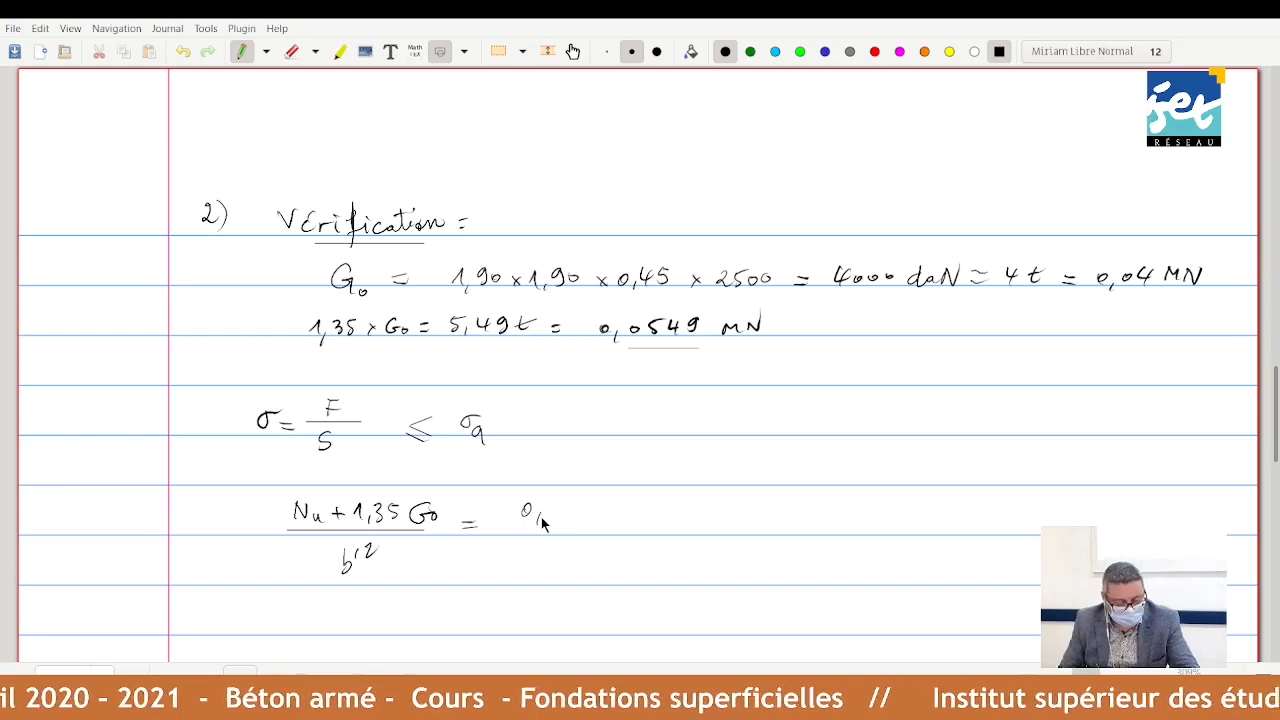 File Edit View Navigation Journal Tools Plugin Help
Miriam Libre Normal 12
iset
RÉSEAU
2) Vérification =
G₀ = 1,90 × 1,90 × 0,45 × 2500 = 4000 daN ≃ 4 t = 0,04 MN
1,35 × G₀ = 5,49 t = 0,0549 MN
σ = F / S ≤ σa
Nu + 1,35 G₀ / b'² = 0,
il 2020 - 2021 - Béton armé - Cours - Fondations superficielles // Institut supérieur des étud